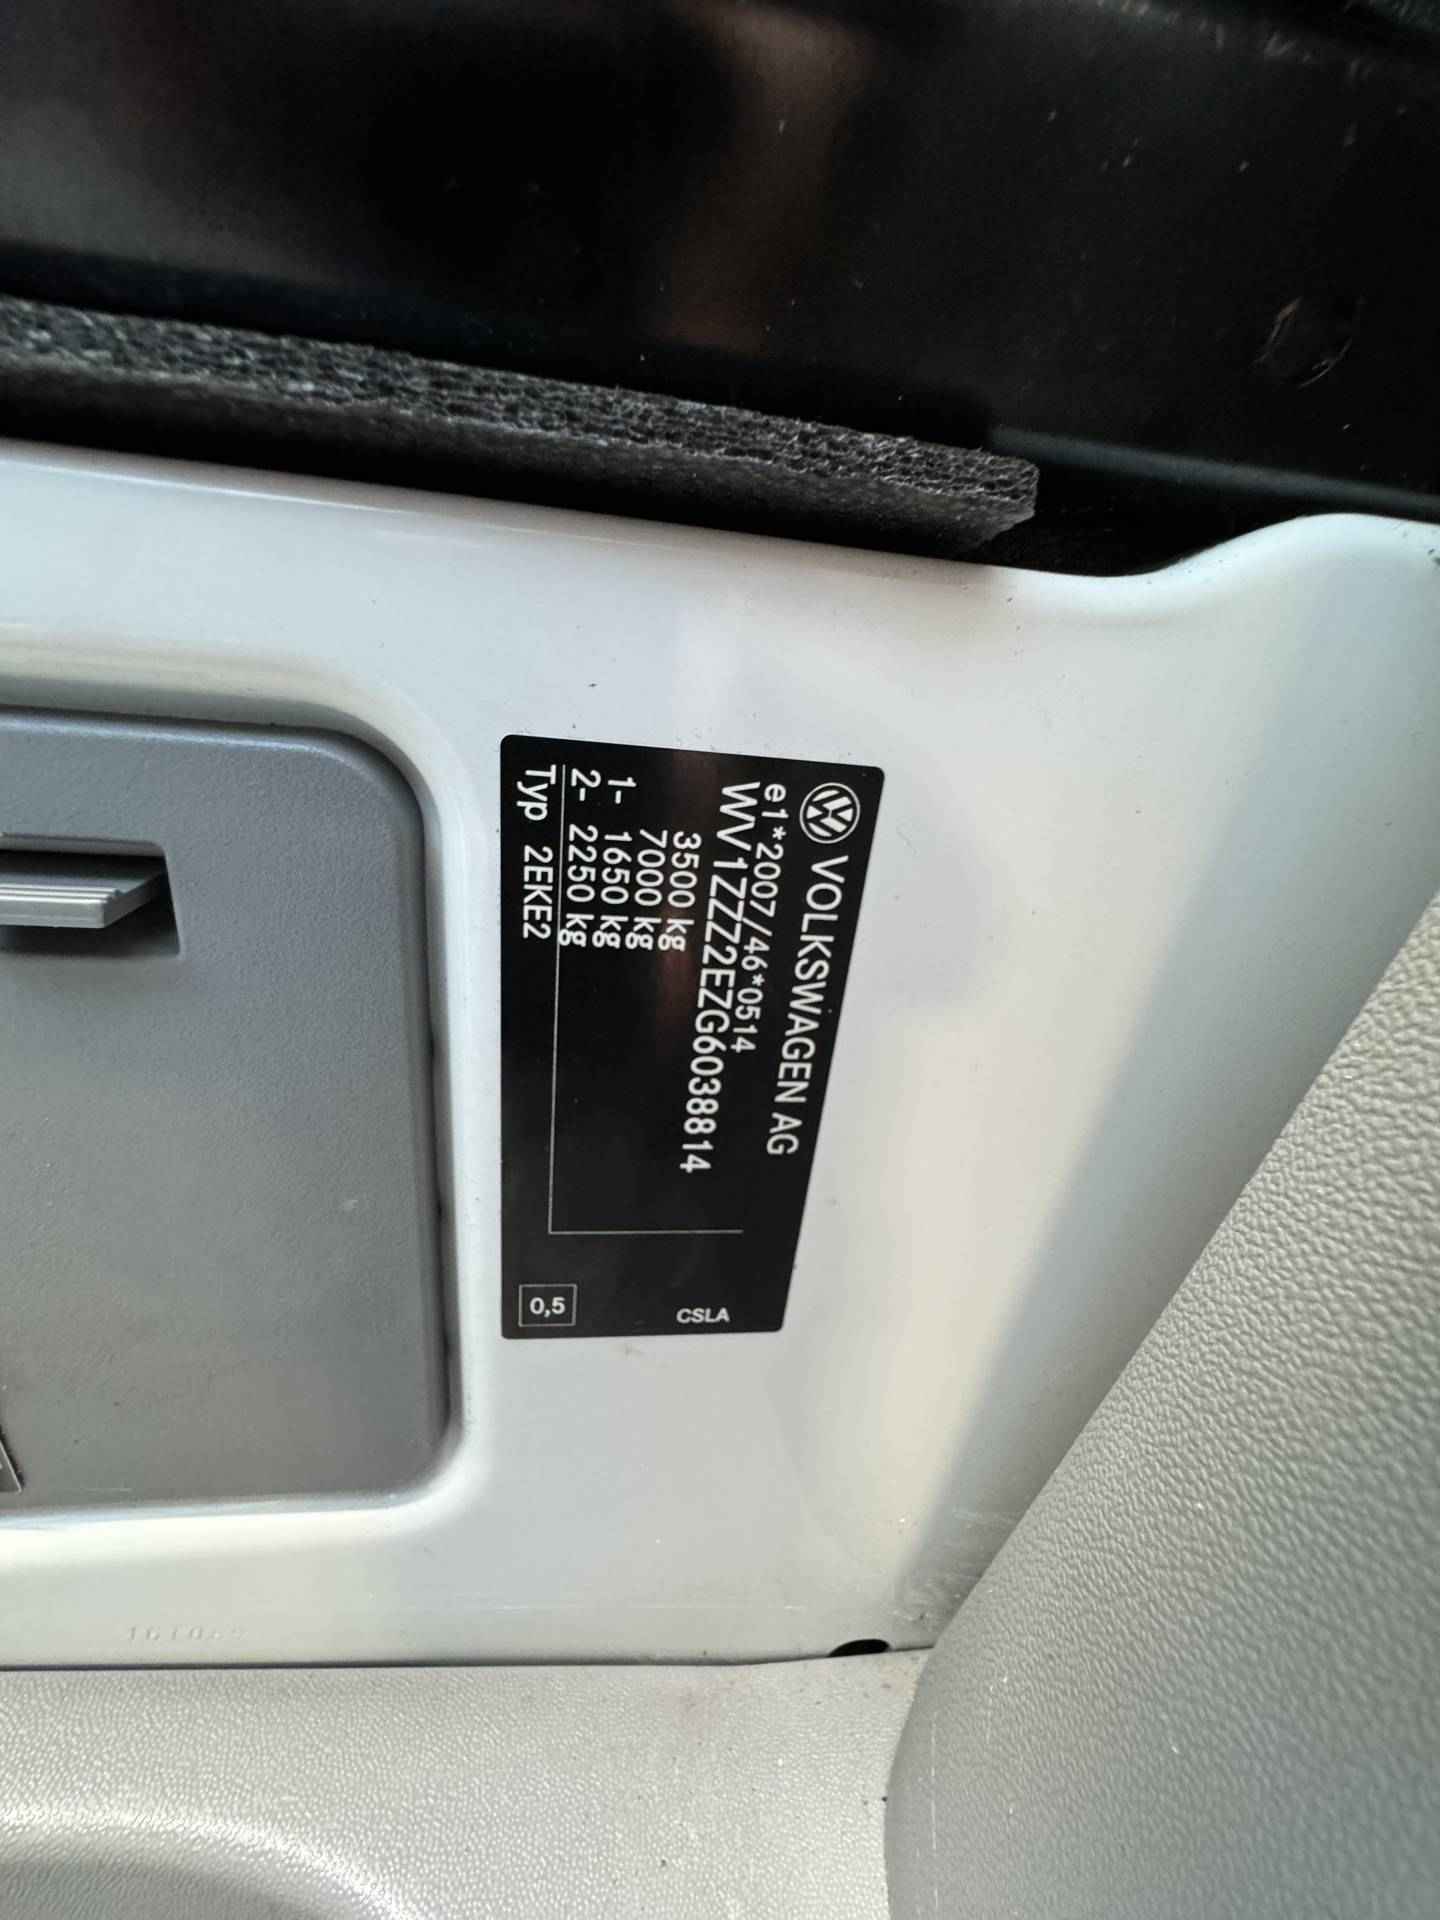 VOLKSWAGEN AG
e1*2007/46*0514
WV1ZZZ2EZG6038814
3500 kg
7000 kg
1- 1650 kg
2- 2250 kg
Typ 2EKE2
CSLA
0,5